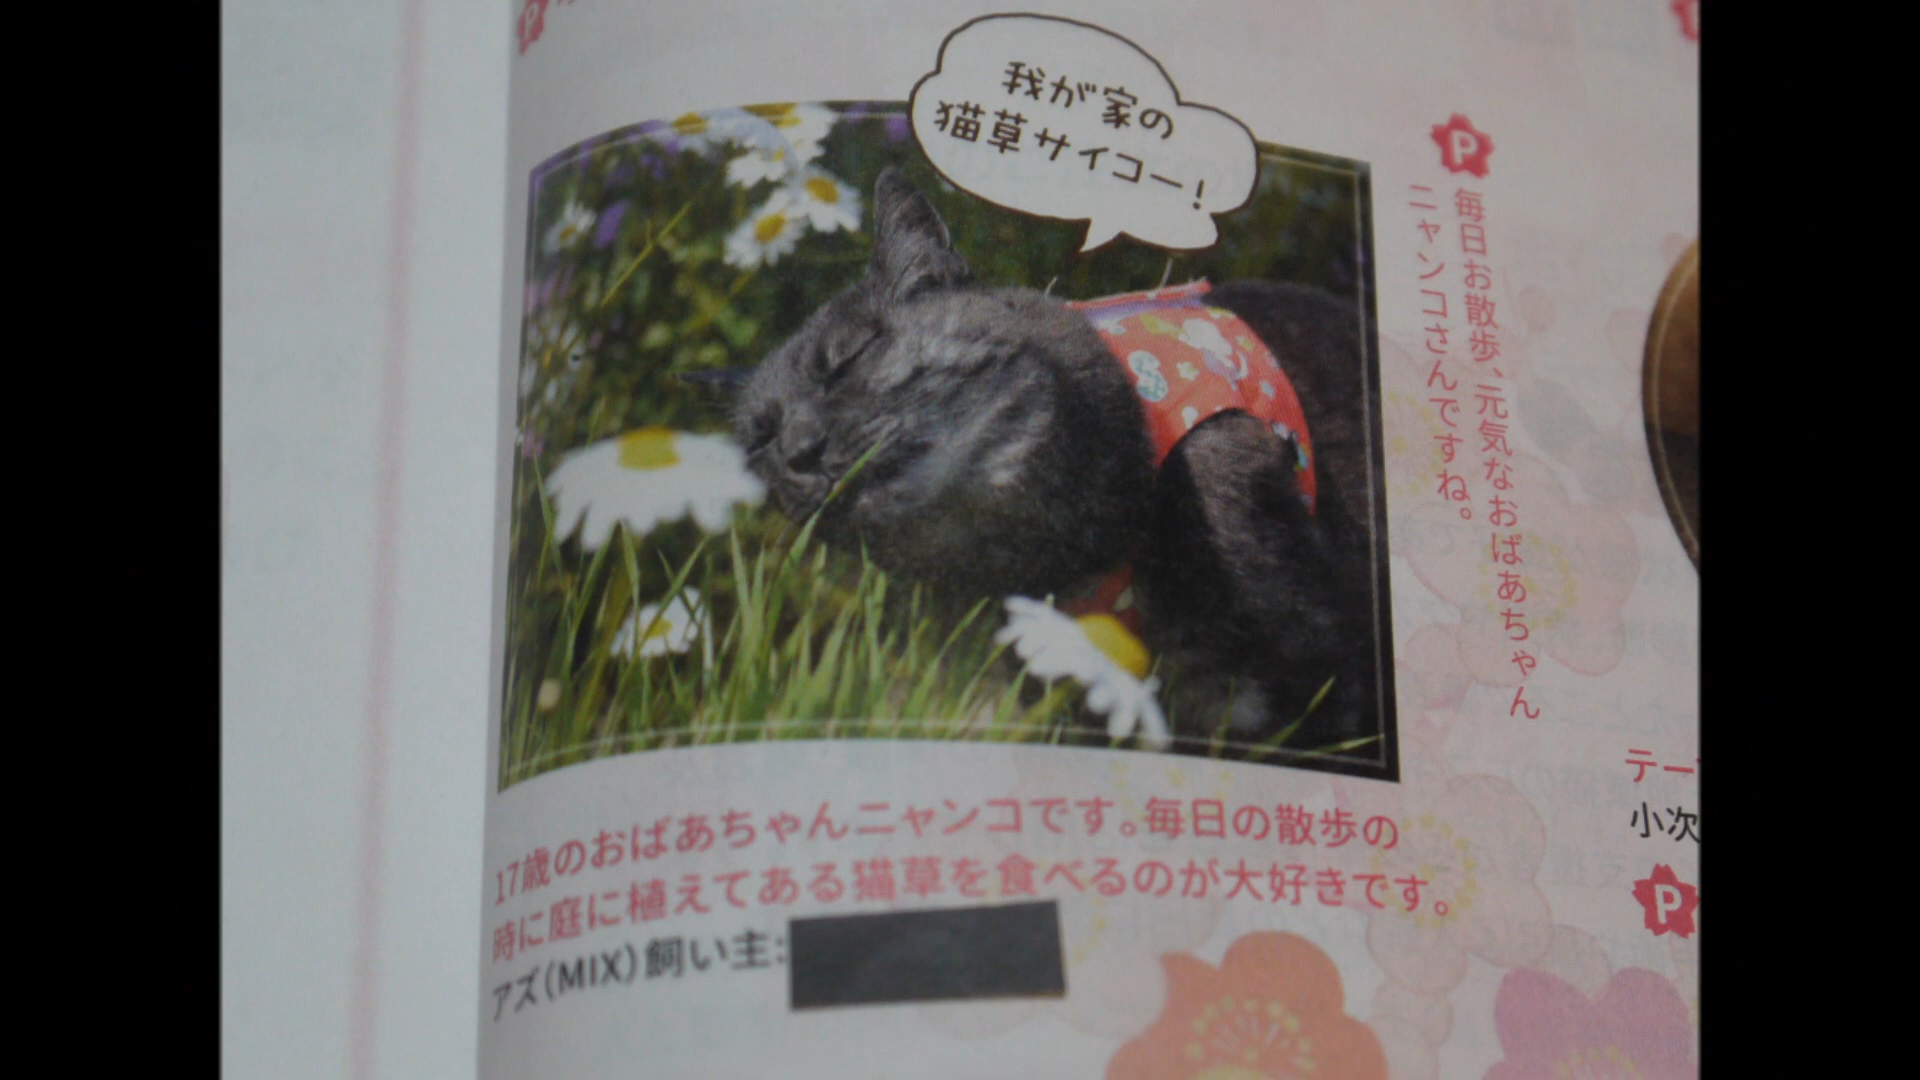 我が家の
猫草サイコー!
P
毎日お散歩、元気なおばあちゃん
ニャンコさんですね。
17歳のおばあちゃんニャンコです。毎日の散歩の
時に庭に植えてある猫草を食べるのが大好きです。
アズ(MIX)飼い主:
テー
小次
P